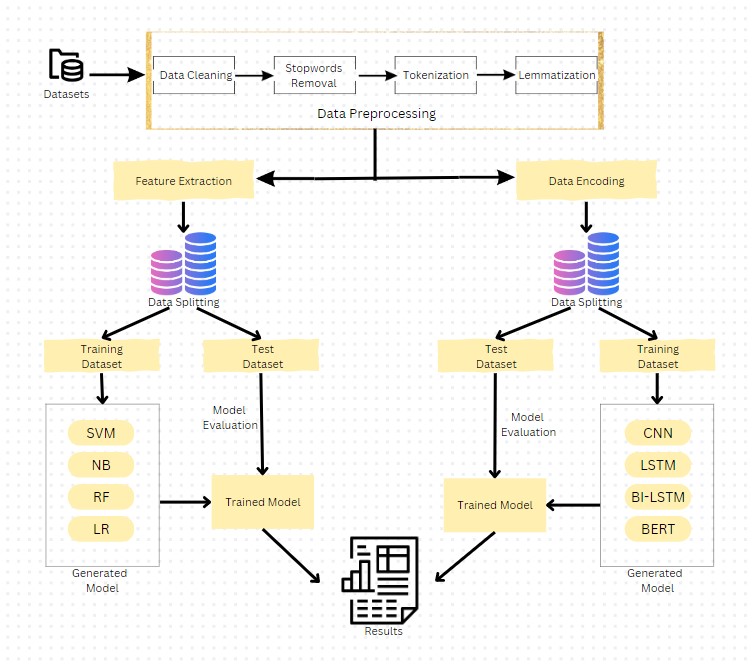 Datasets
Data Cleaning
Stopwords
Removal
Tokenization
Lemmatization
Data Preprocessing
Feature Extraction
Data Encoding
Data Splitting
Data Splitting
Training
Dataset
Test
Dataset
Test
Dataset
Training
Dataset
Model
Evaluation
Model
Evaluation
SVM
NB
RF
LR
CNN
LSTM
BI-LSTM
BERT
Trained Model
Trained Model
Generated
Model
Generated
Model
Results